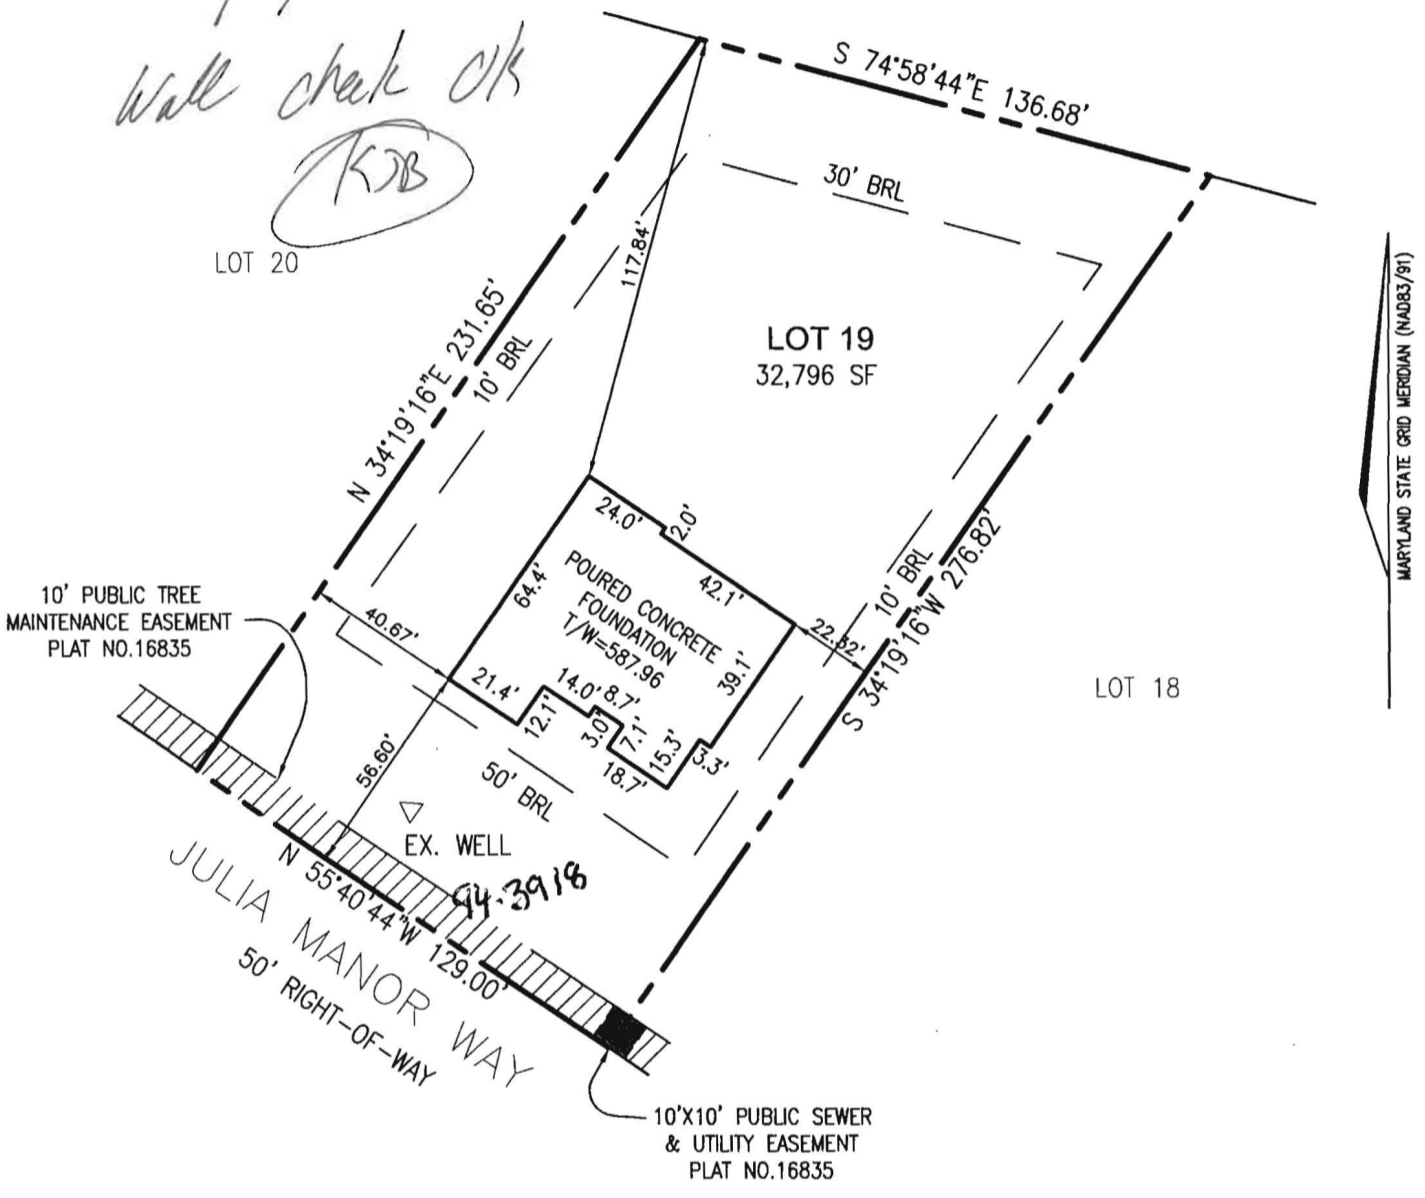 Wall check OK
KJB
LOT 20
S 74°58'44"E 136.68'
30' BRL
117.84'
N 34°19'16"E 231.65'
10' BRL
LOT 19
32,796 SF
MARYLAND STATE GRID MERIDIAN (NAD83/91)
24.0'
2.0'
42.1'
64.4'
POURED CONCRETE
FOUNDATION
T/W=587.96
39.1'
22.32'
10' BRL
S 34°19'16"W 276.82'
LOT 18
10' PUBLIC TREE
MAINTENANCE EASEMENT
PLAT NO.16835
40.67'
21.4'
12.1'
14.0'
8.7'
3.0'
7.1'
18.7'
15.3'
3.3'
56.60'
50' BRL
EX. WELL
94-3918
N 55°40'44"W 129.00'
JULIA MANOR WAY
50' RIGHT-OF-WAY
10'X10' PUBLIC SEWER
& UTILITY EASEMENT
PLAT NO.16835